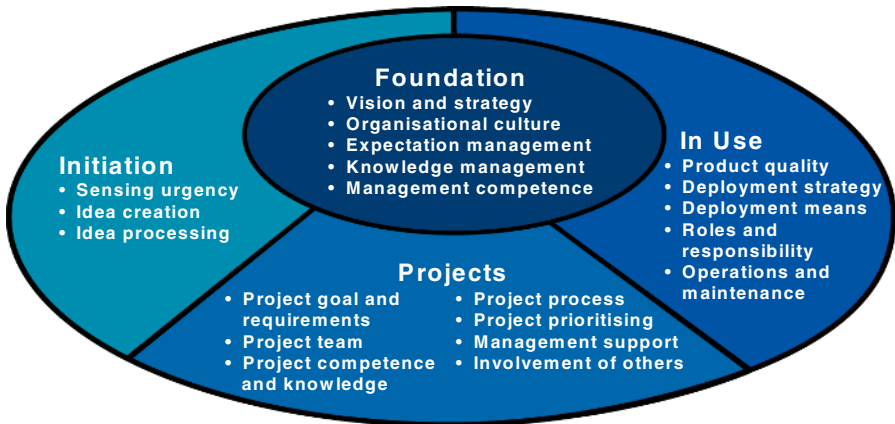 Foundation
• Vision and strategy
• Organisational culture
• Expectation management
• Knowledge management
• Management competence
Initiation
• Sensing urgency
• Idea creation
• Idea processing
In Use
• Product quality
• Deployment strategy
• Deployment means
• Roles and
responsibility
• Operations and
maintenance
Projects
• Project goal and
requirements
• Project team
• Project competence
and knowledge
• Project process
• Project prioritising
• Management support
• Involvement of others